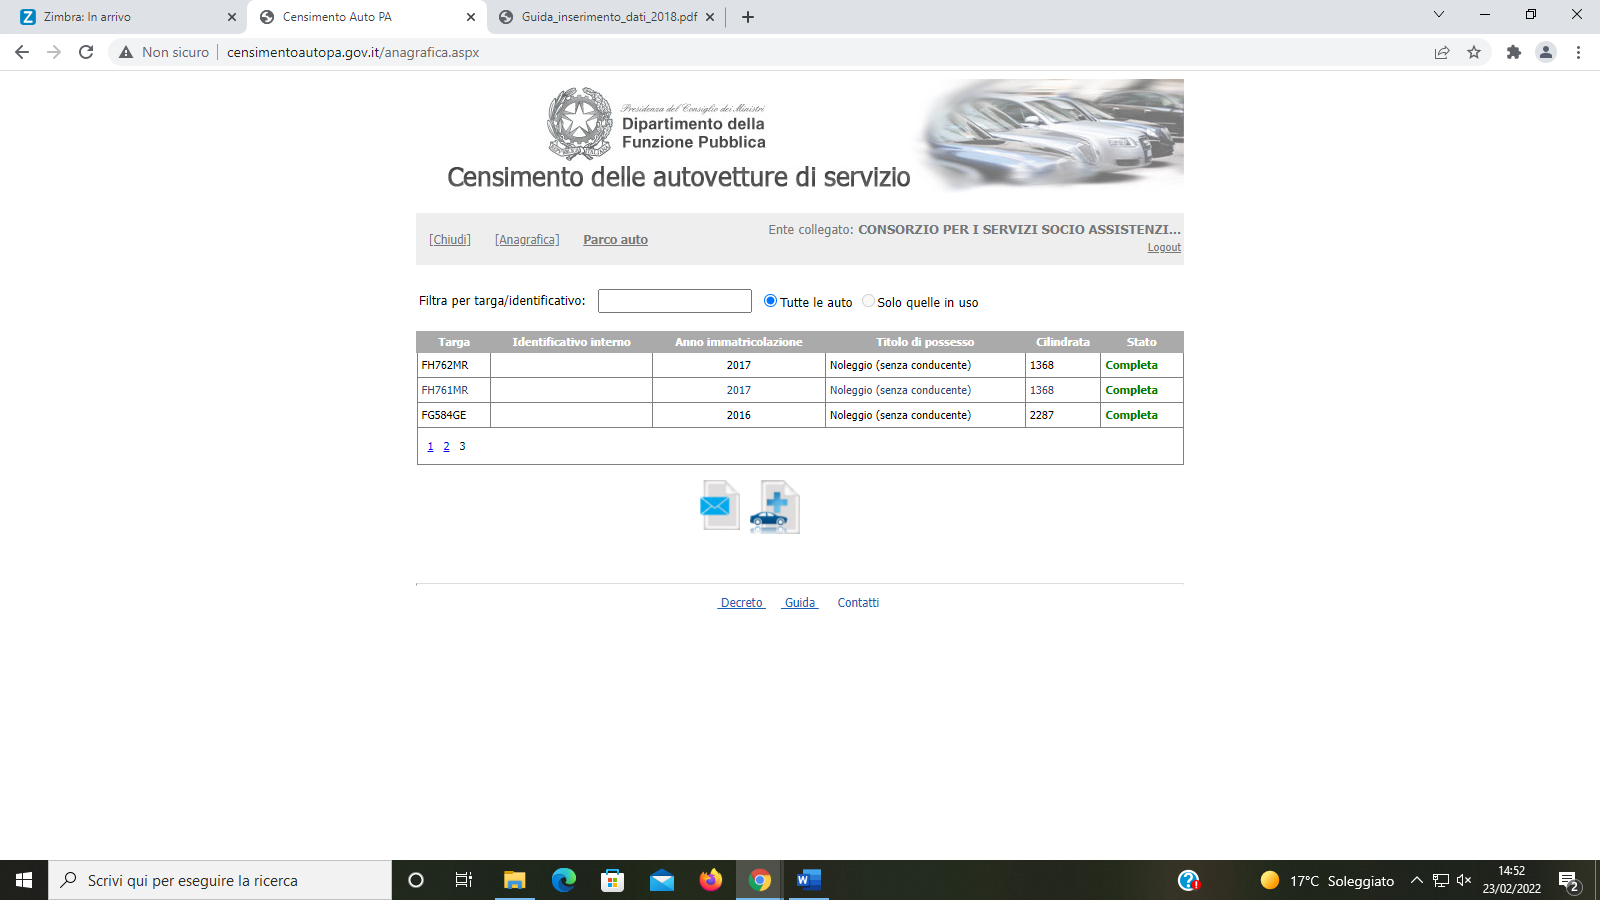 Zimbra: In arrivo
Censimento Auto PA
Guida_inserimento_dati_2018.pdf
Non sicuro
censimentoautopa.gov.it/anagrafica.aspx
Presidenza del Consiglio dei Ministri
Dipartimento della
Funzione Pubblica
Censimento delle autovetture di servizio
[Chiudi] [Anagrafica] Parco auto
Ente collegato: CONSORZIO PER I SERVIZI SOCIO ASSISTENZI...
Logout
Filtra per targa/identificativo: Tutte le auto Solo quelle in uso
Targa Identificativo interno Anno immatricolazione Titolo di possesso Cilindrata Stato
FH762MR 2017 Noleggio (senza conducente) 1368 Completa
FH761MR 2017 Noleggio (senza conducente) 1368 Completa
FG584GE 2016 Noleggio (senza conducente) 2287 Completa
1 2 3
Decreto Guida Contatti
Scrivi qui per eseguire la ricerca
17°C Soleggiato
14:52
23/02/2022
2